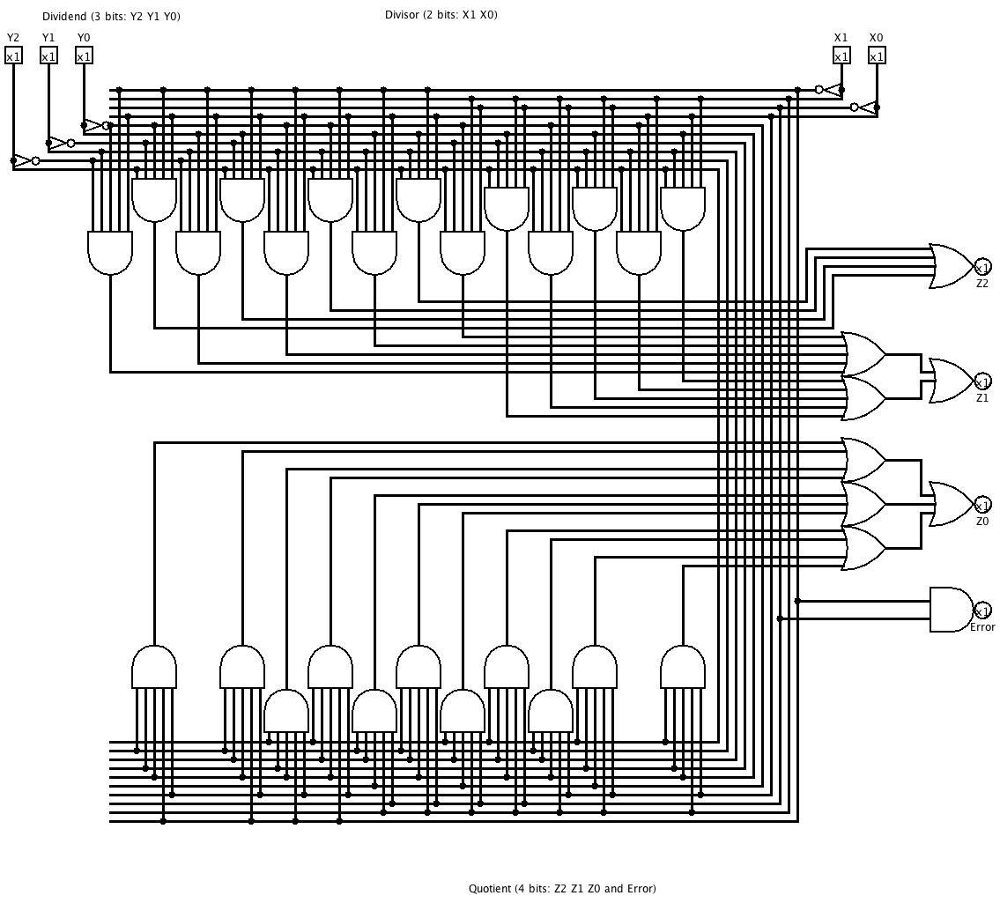 Dividend (3 bits: Y2 Y1 Y0)
Divisor (2 bits: X1 X0)
Y2
Y1
Y0
X1
X0
x1
x1
x1
x1
x1
x1
Z2
x1
Z1
x1
Z0
x1
Error
Quotient (4 bits: Z2 Z1 Z0 and Error)